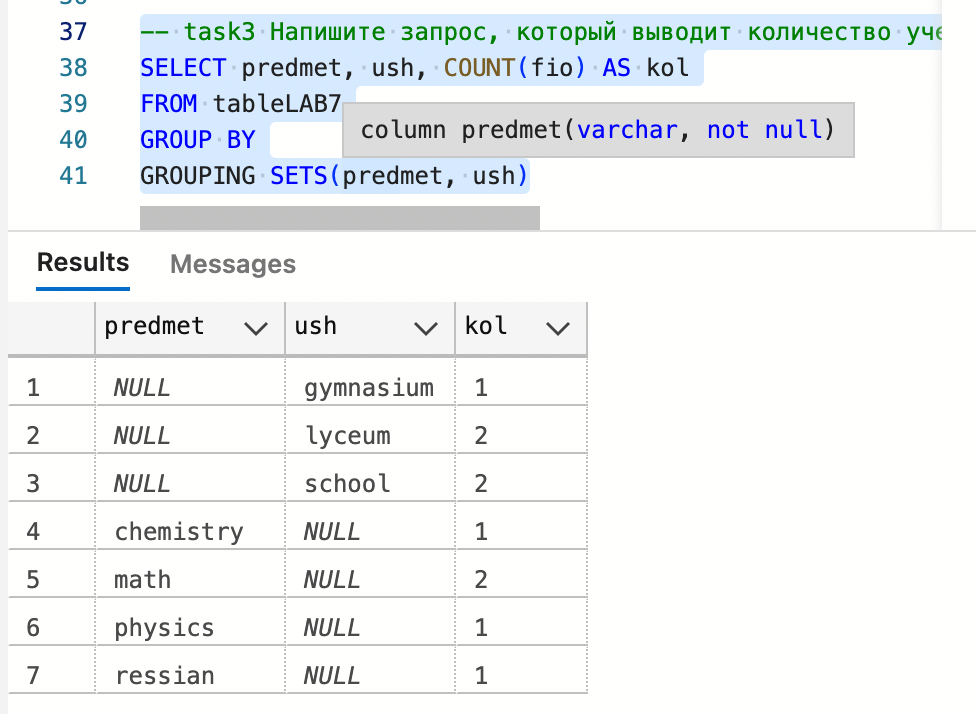 37 -- task3 Напишите запрос, который выводит количество
38 SELECT predmet, ush, COUNT(fio) AS kol
39 FROM tableLAB7
column predmet(varchar, not null)
40 GROUP BY
41 GROUPING SETS(predmet, ush)
Results Messages
predmet ush kol
1 NULL gymnasium 1
2 NULL lyceum 2
3 NULL school 2
4 chemistry NULL 1
5 math NULL 2
6 physics NULL 1
7 ressian NULL 1